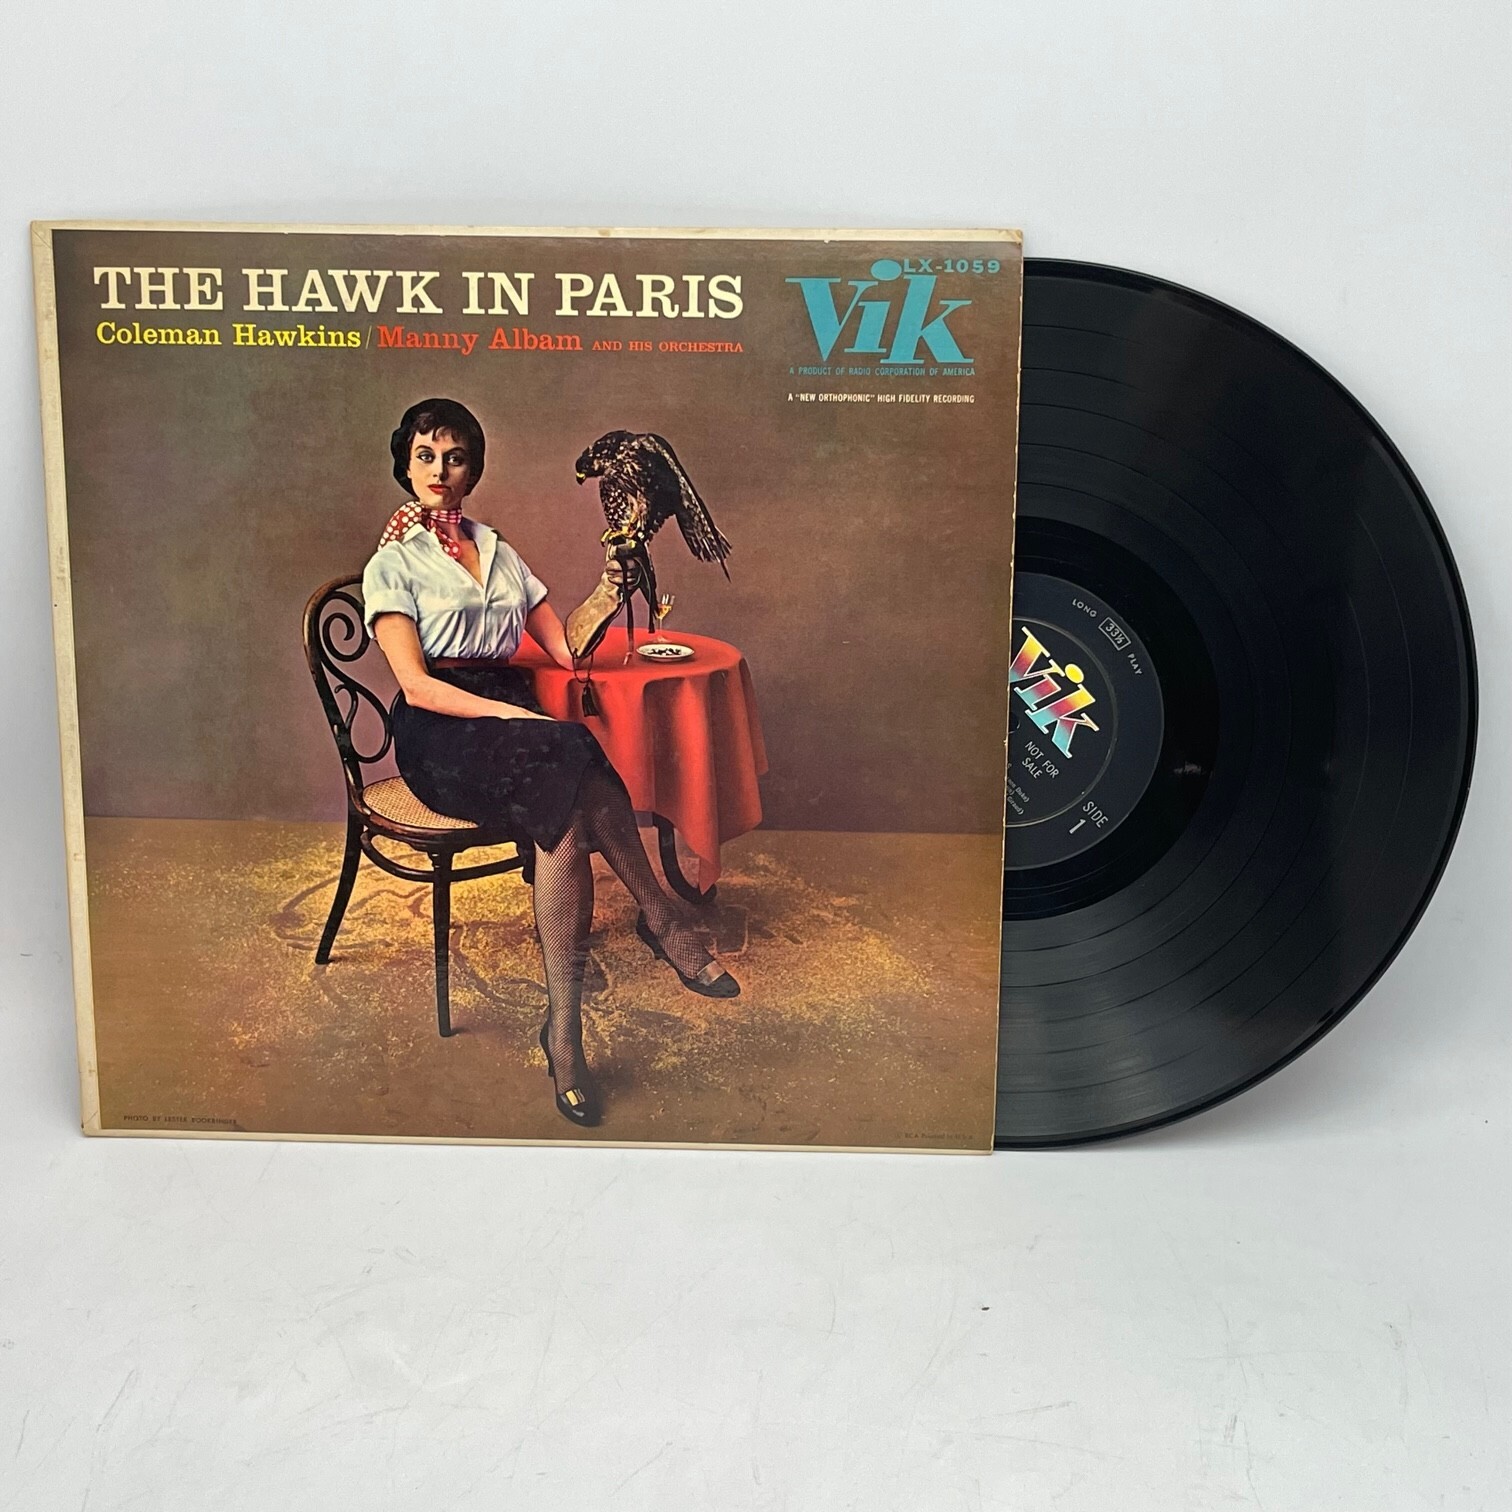 THE HAWK IN PARIS
Coleman Hawkins / Manny Albam AND HIS ORCHESTRA
LX-1059
Vik
A PRODUCT OF RADIO CORPORATION OF AMERICA
A "NEW ORTHOPHONIC" HIGH FIDELITY RECORDING
LONG 33⅓ PLAY
Vik
NOT FOR
SALE
SIDE
1
PHOTO BY LESTER BOOKBINDER